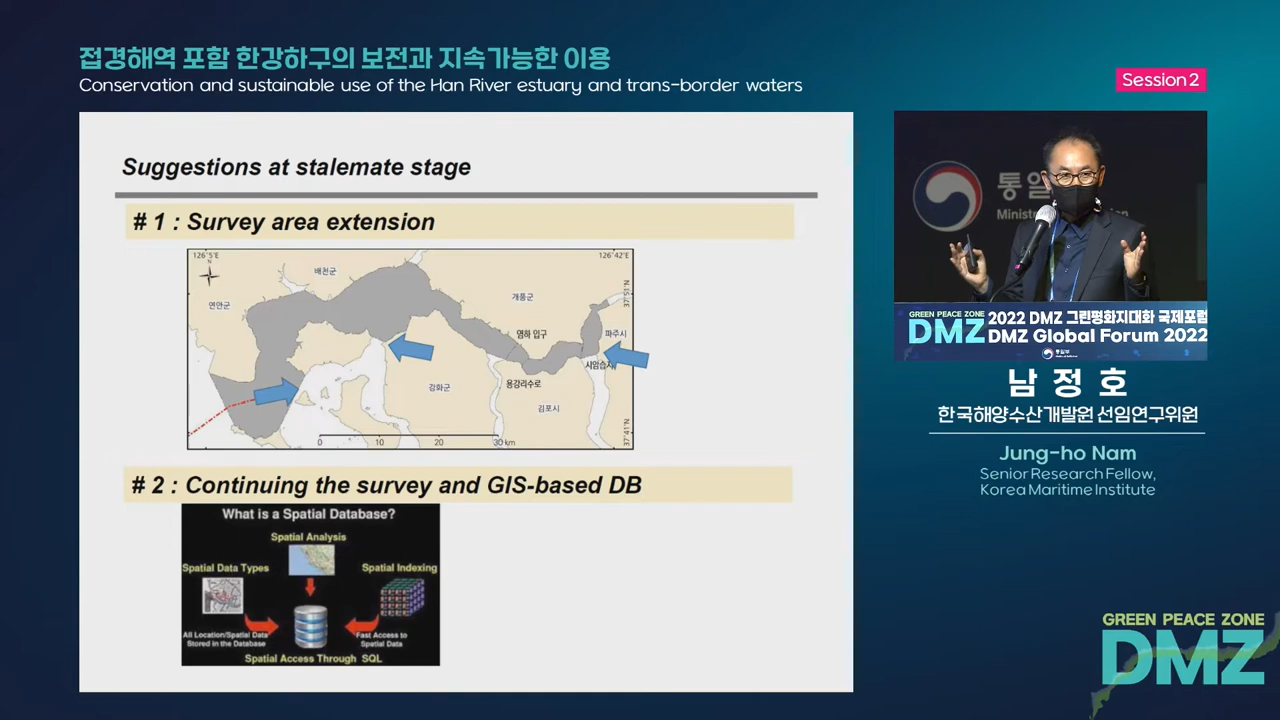 접경해역 포함 한강하구의 보전과 지속가능한 이용
Conservation and sustainable use of the Han River estuary and trans-border waters
Session 2
Suggestions at stalemate stage
# 1 : Survey area extension
126°5'E
126°42'E
N
배천군
연안군
개풍군
37°51'N
염하 입구
파주시
시암습지
강화군
용강리수로
김포시
37°41'N
0 10 20 30 km
# 2 : Continuing the survey and GIS-based DB
What is a Spatial Database?
Spatial Analysis
Spatial Data Types
Spatial Indexing
All Location/Spatial Data
Stored in the Database
Fast Access to
Spatial Data
Spatial Access Through SQL
통일
Minist
GREEN PEACE ZONE
DMZ
2022 DMZ 그린평화지대화 국제포럼
DMZ Global Forum 2022
통일부
남 정 호
한국해양수산개발원 선임연구위원
Jung-ho Nam
Senior Research Fellow,
Korea Maritime Institute
GREEN PEACE ZONE
DMZ